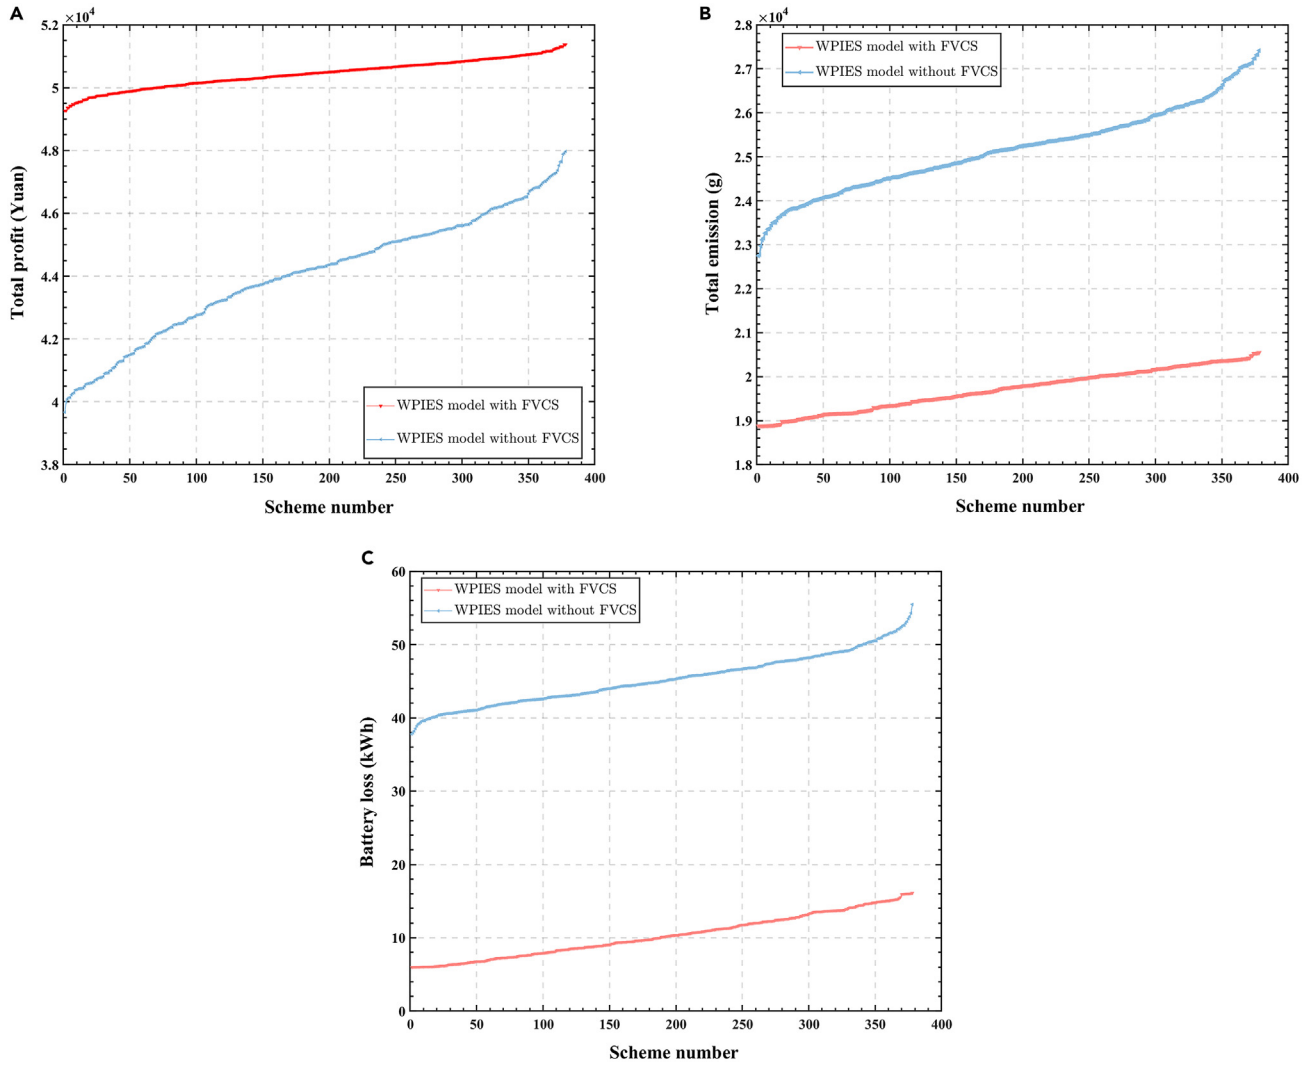 A
×10⁴
5.2
5
4.8
4.6
4.4
4.2
4
3.8
Total profit (Yuan)
WPIES model with FVCS
WPIES model without FVCS
0 50 100 150 200 250 300 350 400
Scheme number
B
×10⁴
2.8
2.7
2.6
2.5
2.4
2.3
2.2
2.1
2
1.9
1.8
Total emission (g)
WPIES model with FVCS
WPIES model without FVCS
0 50 100 150 200 250 300 350 400
Scheme number
C
60
50
40
30
20
10
0
Battery loss (kWh)
WPIES model with FVCS
WPIES model without FVCS
0 50 100 150 200 250 300 350 400
Scheme number